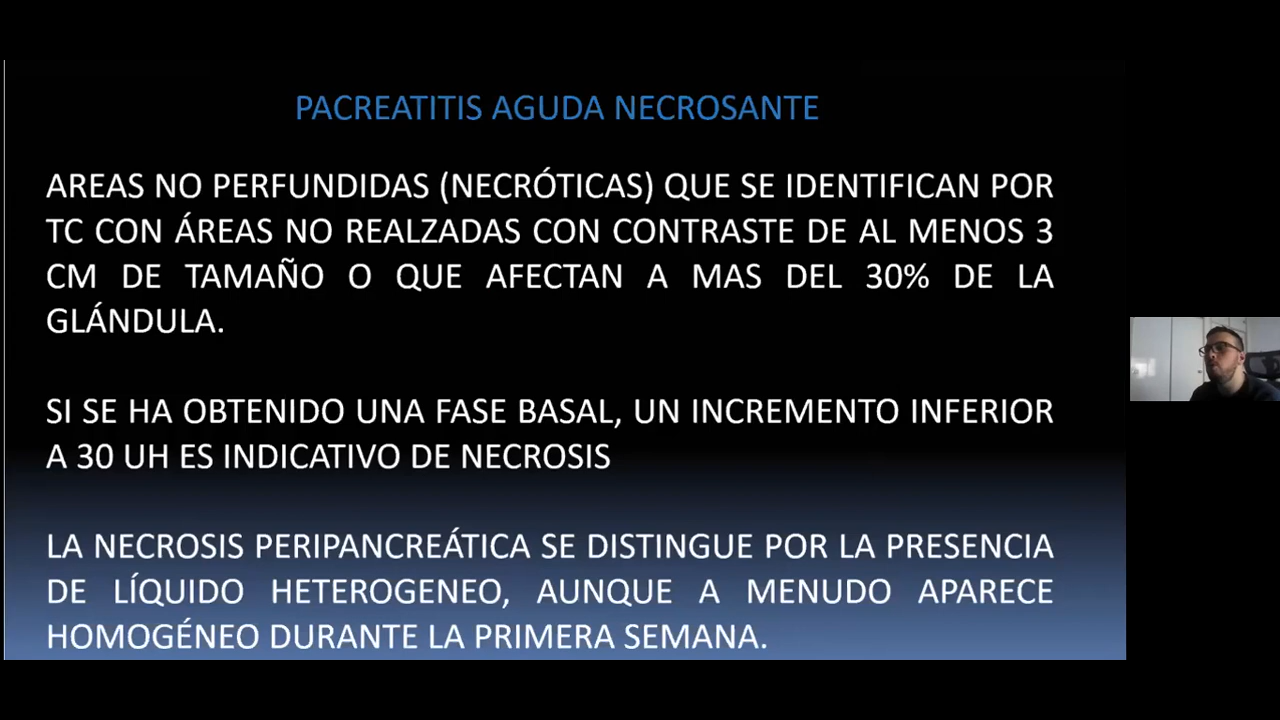 PACREATITIS AGUDA NECROSANTE
AREAS NO PERFUNDIDAS (NECRÓTICAS) QUE SE IDENTIFICAN POR
TC CON ÁREAS NO REALZADAS CON CONTRASTE DE AL MENOS 3
CM DE TAMAÑO O QUE AFECTAN A MAS DEL 30% DE LA
GLÁNDULA.
SI SE HA OBTENIDO UNA FASE BASAL, UN INCREMENTO INFERIOR
A 30 UH ES INDICATIVO DE NECROSIS
LA NECROSIS PERIPANCREÁTICA SE DISTINGUE POR LA PRESENCIA
DE LÍQUIDO HETEROGENEO, AUNQUE A MENUDO APARECE
HOMOGÉNEO DURANTE LA PRIMERA SEMANA.